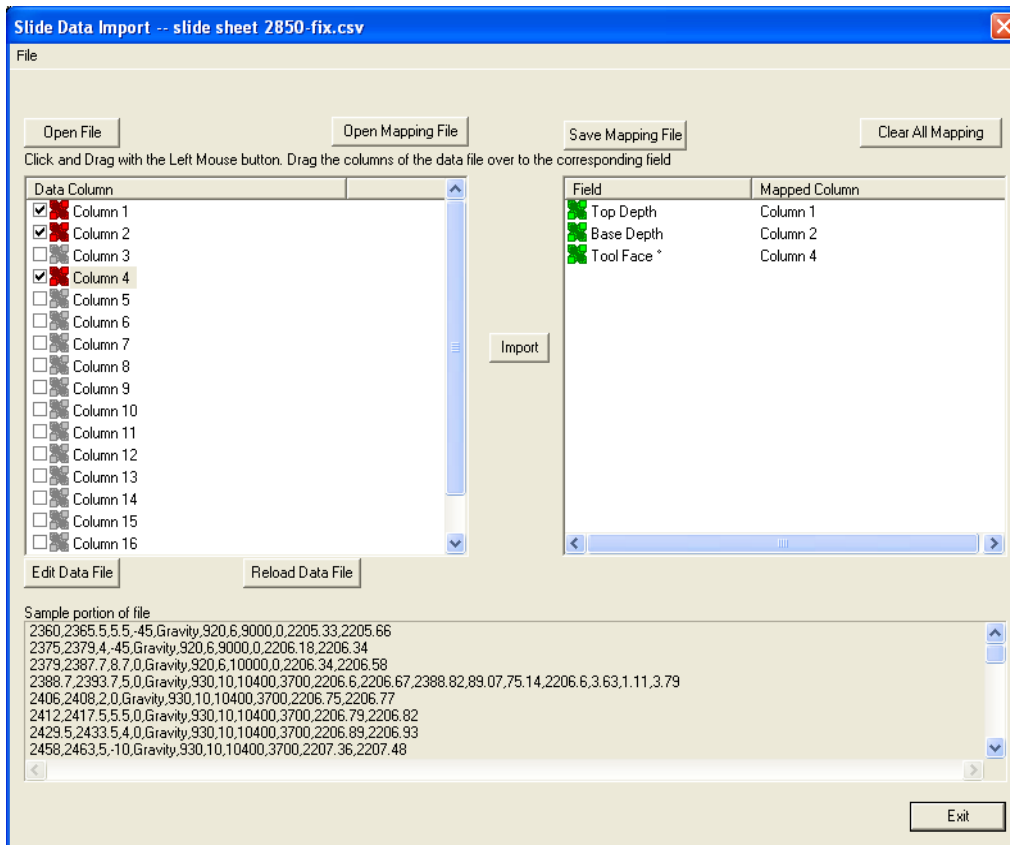 Slide Data Import -- slide sheet 2850-fix.csv
File
Open File Open Mapping File Save Mapping File Clear All Mapping
Click and Drag with the Left Mouse button. Drag the columns of the data file over to the corresponding field
Data Column
Column 1
Column 2
Column 3
Column 4
Column 5
Column 6
Column 7
Column 8
Column 9
Column 10
Column 11
Column 12
Column 13
Column 14
Column 15
Column 16
Import
Field Mapped Column
Top Depth Column 1
Base Depth Column 2
Tool Face * Column 4
Edit Data File Reload Data File
Sample portion of file
2360,2365.5,5.5,-45,Gravity,920,6,9000,0,2205.33,2205.66
2375,2379,4,-45,Gravity,920,6,9000,0,2206.18,2206.34
2379,2387.7,8.7,0,Gravity,920,6,10000,0,2206.34,2206.58
2388.7,2393.7,5,0,Gravity,930,10,10400,3700,2206.6,2206.67,2388.82,89.07,75.14,2206.6,3.63,1.11,3.79
2406,2408,2,0,Gravity,930,10,10400,3700,2206.75,2206.77
2412,2417.5,5.5,0,Gravity,930,10,10400,3700,2206.79,2206.82
2429.5,2433.5,4,0,Gravity,930,10,10400,3700,2206.89,2206.93
2458,2463,5,-10,Gravity,930,10,10400,3700,2207.36,2207.48
Exit